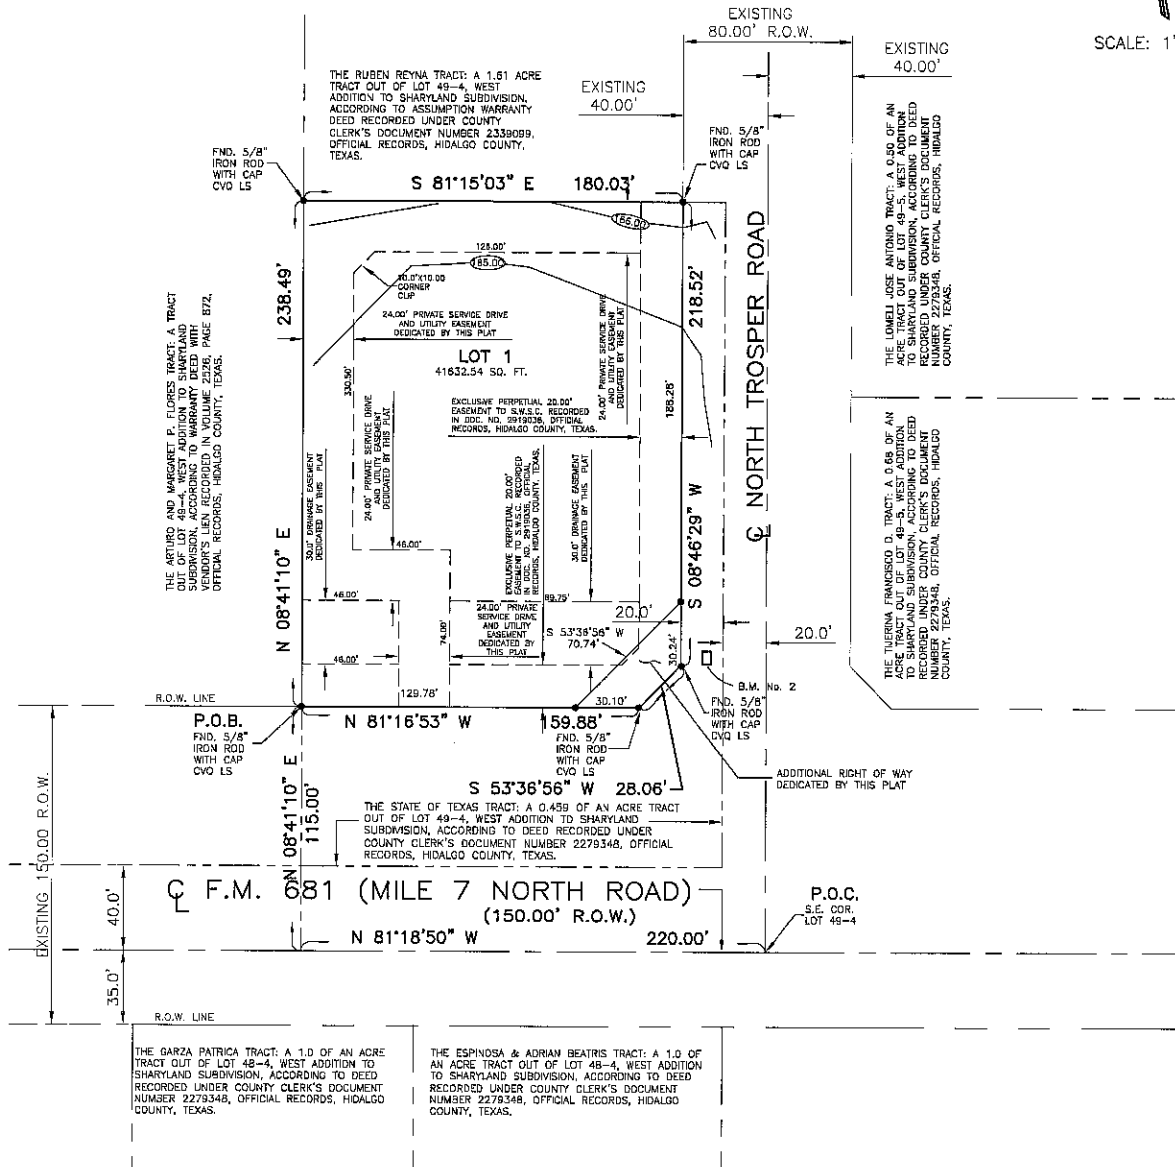 EXISTING
80.00' R.O.W.
SCALE: 1"
EXISTING
40.00'
EXISTING
40.00'
THE RUBEN REYNA TRACT: A 1.61 ACRE
TRACT OUT OF LOT 49-4, WEST
ADDITION TO SHARYLAND SUBDIVISION,
ACCORDING TO ASSUMPTION WARRANTY
DEED RECORDED UNDER COUNTY
CLERK'S DOCUMENT NUMBER 2339099,
OFFICIAL RECORDS, HIDALGO COUNTY,
TEXAS.
FND. 5/8"
IRON ROD
WITH CAP
CVQ LS
FND. 5/8"
IRON ROD
WITH CAP
CVQ LS
S 81°15'03" E 180.03'
186.00
THE LOMELI JOSE ANTONIO TRACT: A 0.50 OF AN
ACRE TRACT OUT OF LOT 49-5, WEST ADDITION
TO SHARYLAND SUBDIVISION, ACCORDING TO DEED
RECORDED UNDER COUNTY CLERK'S DOCUMENT
NUMBER 2279348, OFFICIAL RECORDS, HIDALGO
COUNTY, TEXAS.
128.00'
185.00
10.0'X10.00
CORNER
CLIP
238.49'
218.52'
℄ NORTH TROSPER ROAD
24.00' PRIVATE SERVICE DRIVE
AND UTILITY EASEMENT
DEDICATED BY THIS PLAT
24.00' PRIVATE SERVICE DRIVE
AND UTILITY EASEMENT
DEDICATED BY THIS PLAT
LOT 1
41632.54 SQ. FT.
330.50'
188.28'
THE ARTURO AND MARGARET P. FLORES TRACT: A TRACT
OUT OF LOT 49-4, WEST ADDITION TO SHARYLAND
SUBDIVISION, ACCORDING TO WARRANTY DEED WITH
VENDOR'S LIEN RECORDED IN VOLUME 2526, PAGE 872,
OFFICIAL RECORDS, HIDALGO COUNTY, TEXAS.
EXCLUSIVE PERPETUAL 20.00'
EASEMENT TO S.W.S.C. RECORDED
IN DOC. NO. 2919036, OFFICIAL
RECORDS, HIDALGO COUNTY, TEXAS.
THE TIJERINA FRANCISCO D. TRACT: A 0.68 OF AN
ACRE TRACT OUT OF LOT 49-5, WEST ADDITION
TO SHARYLAND SUBDIVISION, ACCORDING TO DEED
RECORDED UNDER COUNTY CLERK'S DOCUMENT
NUMBER 2279348, OFFICIAL RECORDS, HIDALGO
COUNTY, TEXAS.
30.0' DRAINAGE EASEMENT
DEDICATED BY THIS PLAT
24.00' PRIVATE SERVICE DRIVE
AND UTILITY EASEMENT
DEDICATED BY THIS PLAT
EXCLUSIVE PERPETUAL 20.00'
EASEMENT TO S.W.S.C. RECORDED
IN DOC. NO. 2919036, OFFICIAL
RECORDS, HIDALGO COUNTY, TEXAS.
30.0' DRAINAGE EASEMENT
DEDICATED BY THIS PLAT
N 08°41'10" E
S 08°46'29" W
46.00'
46.00'
89.75'
24.00' PRIVATE
SERVICE DRIVE
AND UTILITY
EASEMENT
DEDICATED BY
THIS PLAT
74.00'
20.0'
20.0'
S 53°36'56" W
70.74'
30.24'
46.00'
B.M. No. 2
R.O.W. LINE
129.78'
30.10'
FND. 5/8"
IRON ROD
WITH CAP
CVQ LS
P.O.B.
FND. 5/8"
IRON ROD
WITH CAP
CVQ LS
N 81°16'53" W 159.88'
FND. 5/8"
IRON ROD
WITH CAP
CVQ LS
S 53°36'56" W 28.06'
ADDITIONAL RIGHT OF WAY
DEDICATED BY THIS PLAT
N 08°41'10" E
115.00'
THE STATE OF TEXAS TRACT: A 0.459 OF AN ACRE TRACT
OUT OF LOT 49-4, WEST ADDITION TO SHARYLAND
SUBDIVISION, ACCORDING TO DEED RECORDED UNDER
COUNTY CLERK'S DOCUMENT NUMBER 2279348, OFFICIAL
RECORDS, HIDALGO COUNTY, TEXAS.
EXISTING 150.00 R.O.W.
40.0'
℄ F.M. 681 (MILE 7 NORTH ROAD)
(150.00' R.O.W.)
P.O.C.
S.E. COR.
LOT 49-4
N 81°18'50" W 220.00'
35.0'
R.O.W. LINE
THE GARZA PATRICA TRACT: A 1.0 OF AN ACRE
TRACT OUT OF LOT 48-4, WEST ADDITION TO
SHARYLAND SUBDIVISION, ACCORDING TO DEED
RECORDED UNDER COUNTY CLERK'S DOCUMENT
NUMBER 2279348, OFFICIAL RECORDS, HIDALGO
COUNTY, TEXAS.
THE ESPINOSA & ADRIAN BEATRIS TRACT: A 1.0 OF
AN ACRE TRACT OUT OF LOT 48-4, WEST ADDITION
TO SHARYLAND SUBDIVISION, ACCORDING TO DEED
RECORDED UNDER COUNTY CLERK'S DOCUMENT
NUMBER 2279348, OFFICIAL RECORDS, HIDALGO
COUNTY, TEXAS.